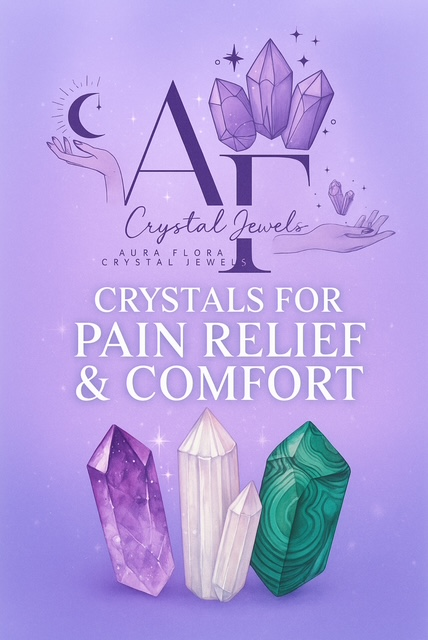 AF
Crystal Jewels
AURA FLORA
CRYSTAL JEWELS
CRYSTALS FOR
PAIN RELIEF
& COMFORT